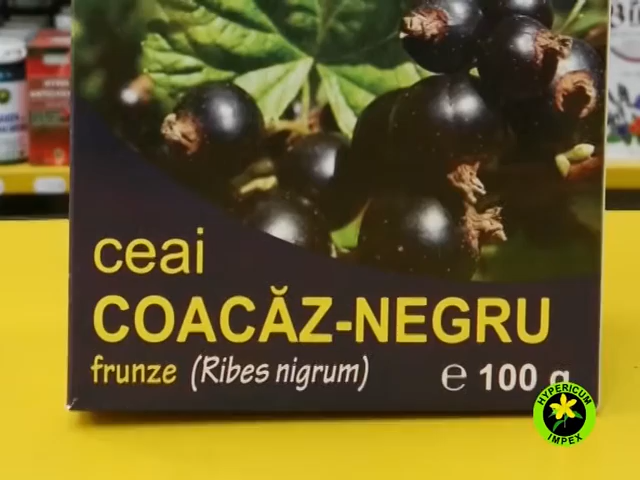 ceai
COACĂZ-NEGRU
frunze (Ribes nigrum)
℮ 100 g
HYPERICUM
IMPEX